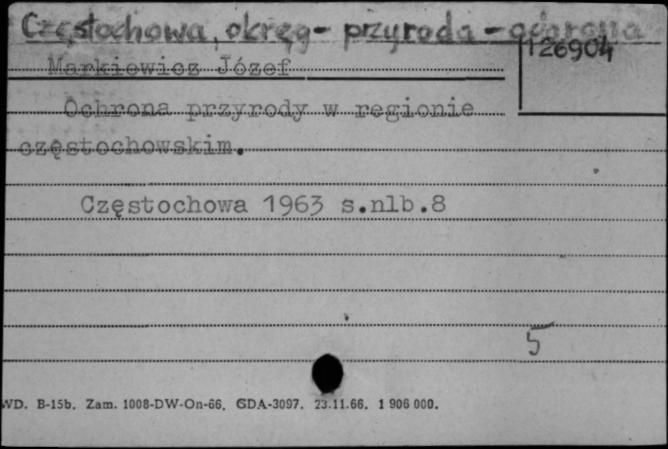 Częstochowa, okręg - przyroda - ochrona
126904
Markiewicz Józef
Ochrona przyrody w regionie
częstochowskim.
Częstochowa 1963 s.nlb.8
5
WD. B-15b. Zam. 1008-DW-On-66. GDA-3097. 23.11.66. 1 906 000.